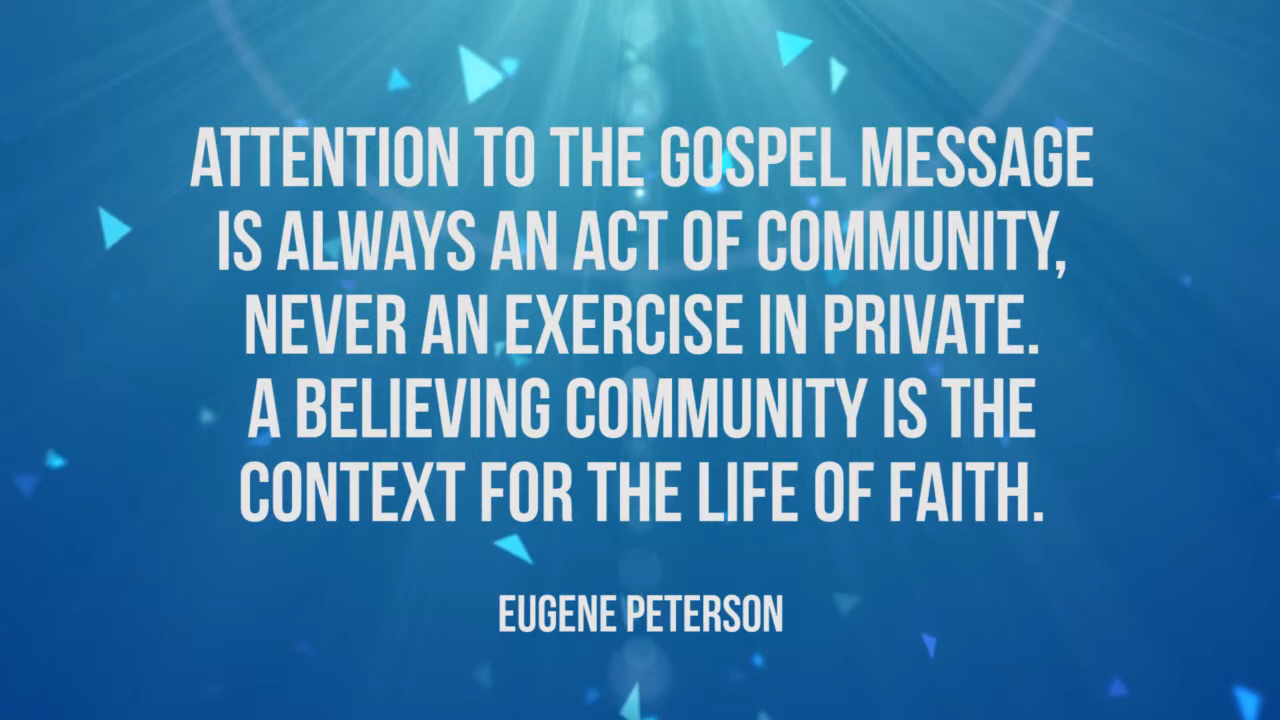 ATTENTION TO THE GOSPEL MESSAGE
IS ALWAYS AN ACT OF COMMUNITY,
NEVER AN EXERCISE IN PRIVATE.
A BELIEVING COMMUNITY IS THE
CONTEXT FOR THE LIFE OF FAITH.
EUGENE PETERSON